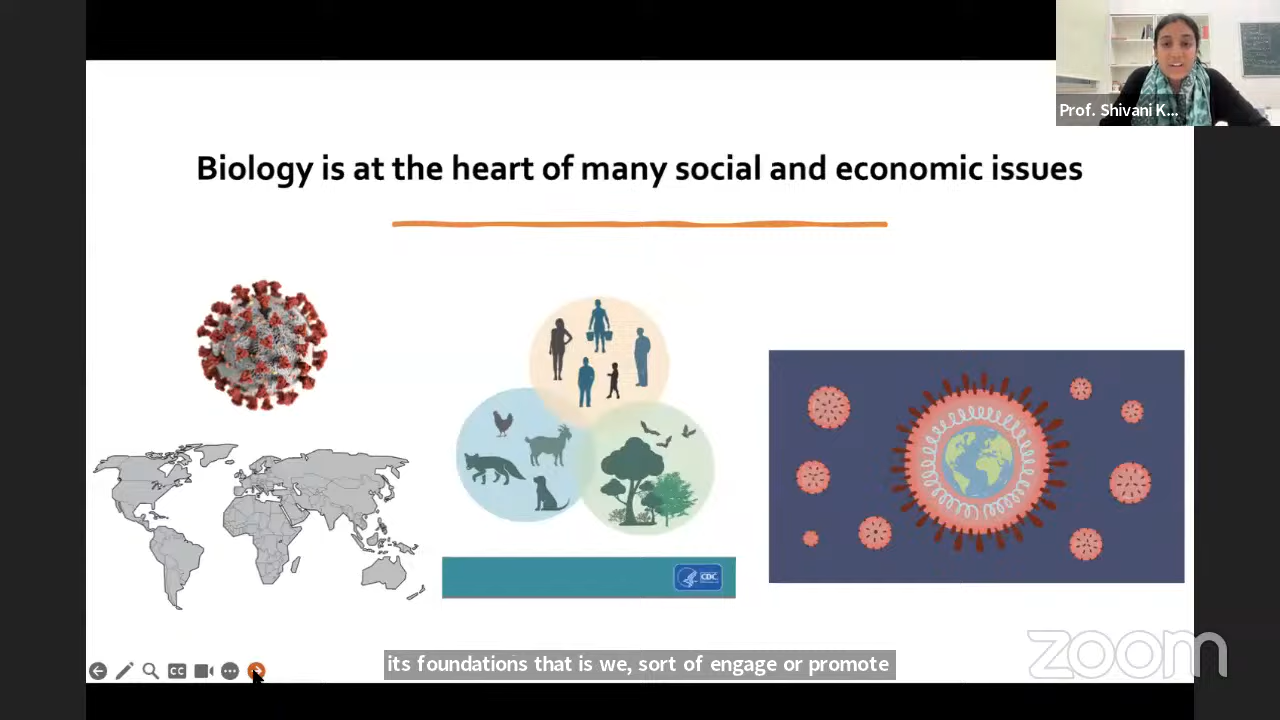 Prof. Shivani K...
Biology is at the heart of many social and economic issues
CDC
CC
its foundations that is we, sort of engage or promote
zoom